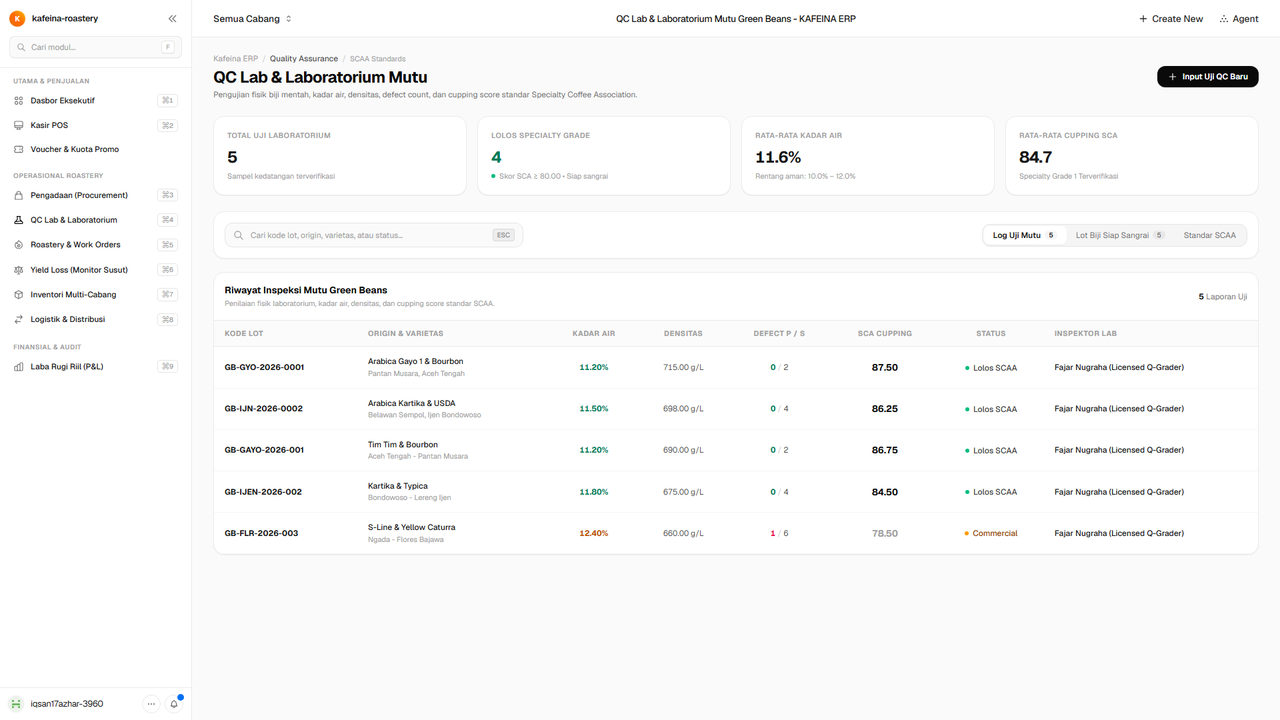 K
kafeina-roastery
Cari modul...
F
UTAMA & PENJUALAN
Dasbor Eksekutif
⌘1
Kasir POS
⌘2
Voucher & Kuota Promo
OPERASIONAL ROASTERY
Pengadaan (Procurement)
⌘3
QC Lab & Laboratorium
⌘4
Roastery & Work Orders
⌘5
Yield Loss (Monitor Susut)
⌘6
Inventori Multi-Cabang
⌘7
Logistik & Distribusi
⌘8
FINANSIAL & AUDIT
Laba Rugi Riil (P&L)
⌘9
iqsan17azhar-3960
Semua Cabang
QC Lab & Laboratorium Mutu Green Beans - KAFEINA ERP
Create New
Agent
Kafeina ERP / Quality Assurance / SCAA Standards
QC Lab & Laboratorium Mutu
Pengujian fisik biji mentah, kadar air, densitas, defect count, dan cupping score standar Specialty Coffee Association.
Input Uji QC Baru
TOTAL UJI LABORATORIUM
5
Sampel kedatangan terverifikasi
LOLOS SPECIALTY GRADE
4
Skor SCA ≥ 80.00 • Siap sangrai
RATA-RATA KADAR AIR
11.6%
Rentang aman: 10.0% – 12.0%
RATA-RATA CUPPING SCA
84.7
Specialty Grade 1 Terverifikasi
Cari kode lot, origin, varietas, atau status...
ESC
Log Uji Mutu 5
Lot Biji Siap Sangrai 5
Standar SCAA
Riwayat Inspeksi Mutu Green Beans
Penilaian fisik laboratorium, kadar air, densitas, dan cupping score standar SCAA.
5 Laporan Uji
KODE LOT ORIGIN & VARIETAS KADAR AIR DENSITAS DEFECT P / S SCA CUPPING STATUS INSPEKTOR LAB
GB-GYO-2026-0001 Arabica Gayo 1 & Bourbon 11.20% 715.00 g/L 0 / 2 87.50 Lolos SCAA Fajar Nugraha (Licensed Q-Grader)
Pantan Musara, Aceh Tengah
GB-IJN-2026-0002 Arabica Kartika & USDA 11.50% 698.00 g/L 0 / 4 86.25 Lolos SCAA Fajar Nugraha (Licensed Q-Grader)
Belawan Sempol, Ijen Bondowoso
GB-GAYO-2026-001 Tim Tim & Bourbon 11.20% 690.00 g/L 0 / 2 86.75 Lolos SCAA Fajar Nugraha (Licensed Q-Grader)
Aceh Tengah - Pantan Musara
GB-IJEN-2026-002 Kartika & Typica 11.80% 675.00 g/L 0 / 4 84.50 Lolos SCAA Fajar Nugraha (Licensed Q-Grader)
Bondowoso - Lereng Ijen
GB-FLR-2026-003 S-Line & Yellow Caturra 12.40% 660.00 g/L 1 / 6 78.50 Commercial Fajar Nugraha (Licensed Q-Grader)
Ngada - Flores Bajawa